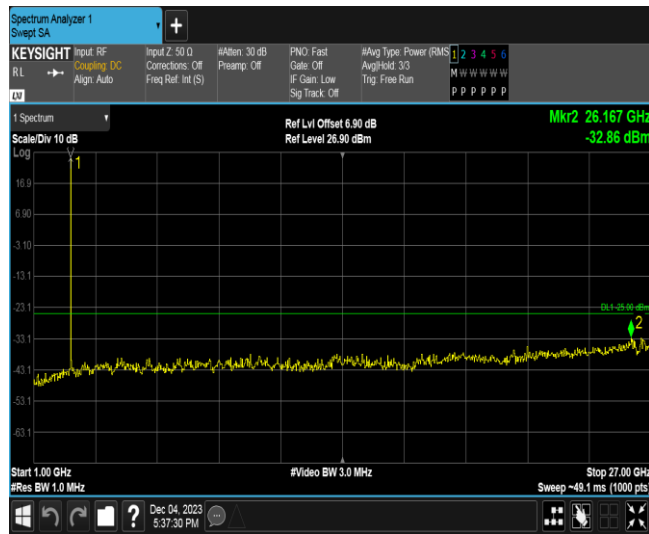 Spectrum Analyzer 1
Swept SA
+
KEYSIGHT
RL
LXI
Input: RF
Coupling: DC
Align: Auto
Input Z: 50 Ω
Corrections: Off
Freq Ref: Int (S)
#Atten: 30 dB
Preamp: Off
PNO: Fast
Gate: Off
IF Gain: Low
Sig Track: Off
#Avg Type: Power (RMS
Avg|Hold: 3/3
Trig: Free Run
1 2 3 4 5 6
M W W W W W
P P P P P P
1 Spectrum
Scale/Div 10 dB
Log
Ref Lvl Offset 6.90 dB
Ref Level 26.90 dBm
Mkr2 26.167 GHz
-32.86 dBm
1
16.9
6.90
-3.10
-13.1
-23.1
DL1 -25.00 dBm
2
-33.1
-43.1
-53.1
-63.1
Start 1.00 GHz
#Res BW 1.0 MHz
#Video BW 3.0 MHz
Stop 27.00 GHz
Sweep ~49.1 ms (1000 pts)
?
Dec 04, 2023
5:37:30 PM